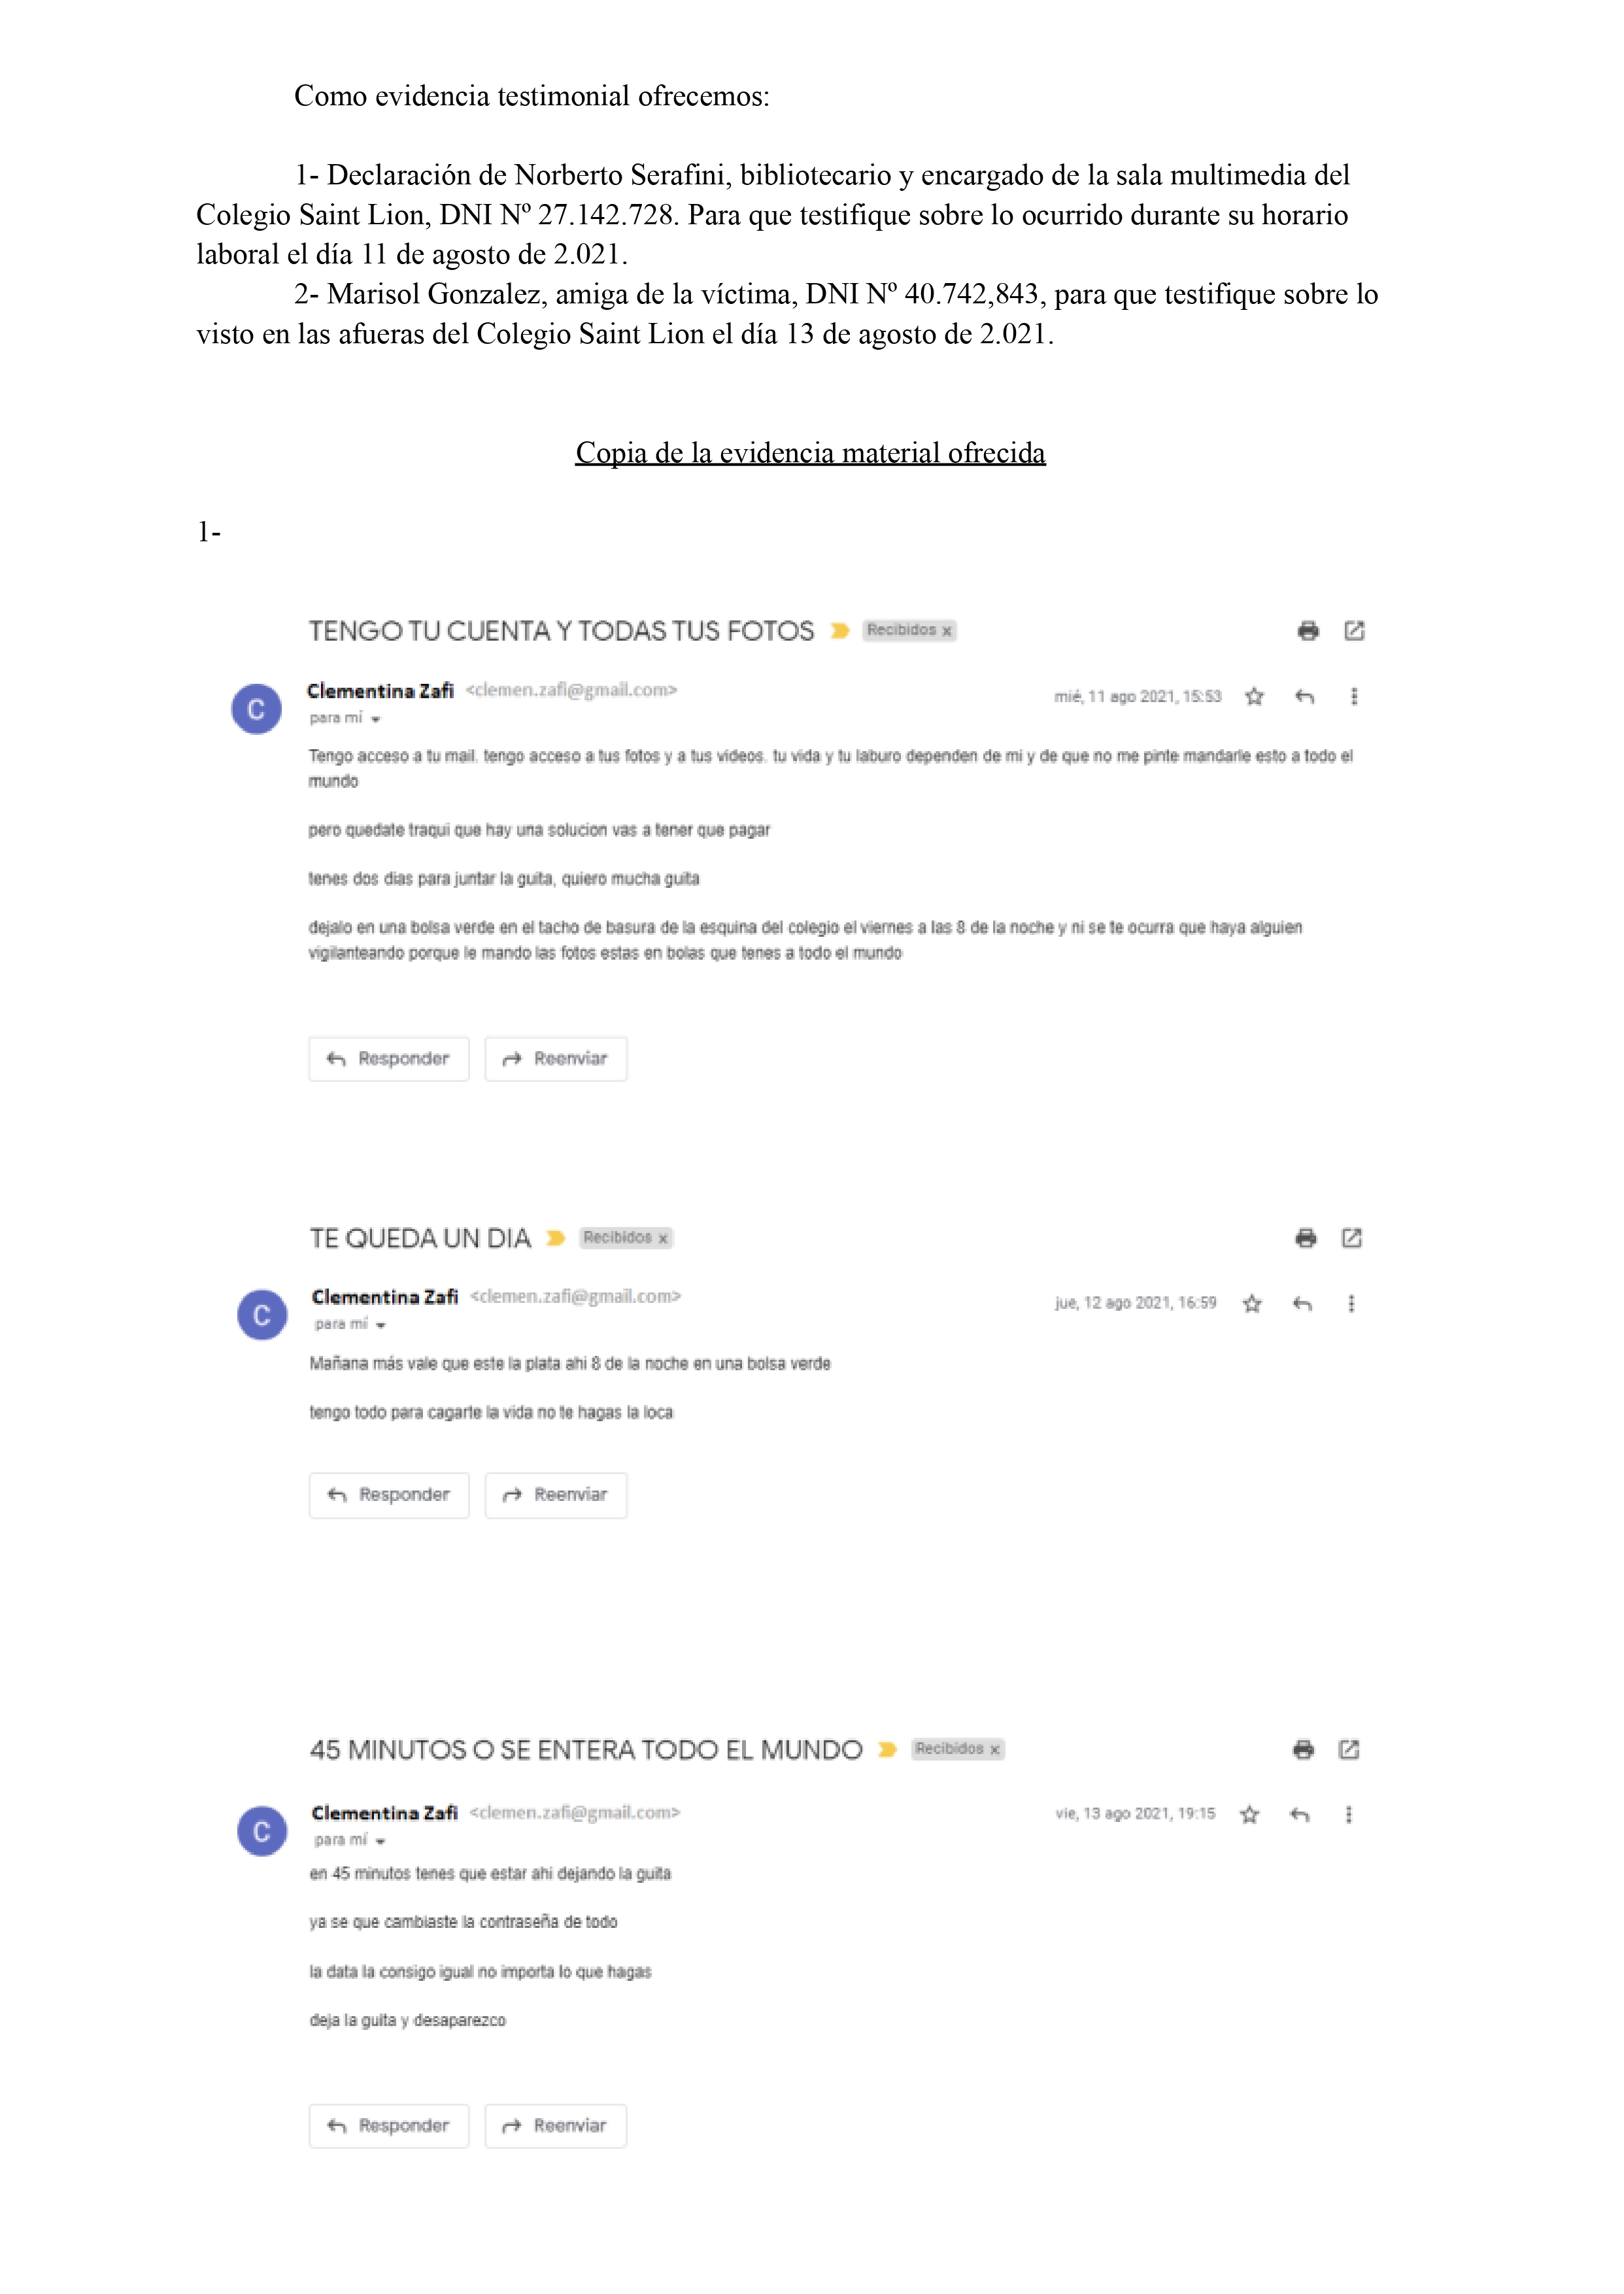 Como evidencia testimonial ofrecemos:
1- Declaración de Norberto Serafini, bibliotecario y encargado de la sala multimedia del
Colegio Saint Lion, DNI Nº 27.142.728. Para que testifique sobre lo ocurrido durante su horario
laboral el día 11 de agosto de 2.021.
2- Marisol Gonzalez, amiga de la víctima, DNI Nº 40.742,843, para que testifique sobre lo
visto en las afueras del Colegio Saint Lion el día 13 de agosto de 2.021.
Copia de la evidencia material ofrecida
1-
TENGO TU CUENTA Y TODAS TUS FOTOS Recibidos x
C Clementina Zafi <clemen.zafi@gmail.com> mié, 11 ago 2021, 15:53
para mí
Tengo acceso a tu mail. tengo acceso a tus fotos y a tus videos. tu vida y tu laburo dependen de mi y de que no me pinte mandarle esto a todo el
mundo
pero quedate traqui que hay una solucion vas a tener que pagar
tenes dos dias para juntar la guita, quiero mucha guita
dejalo en una bolsa verde en el tacho de basura de la esquina del colegio el viernes a las 8 de la noche y ni se te ocurra que haya alguien
vigilanteando porque le mando las fotos estas en bolas que tenes a todo el mundo
Responder Reenviar
TE QUEDA UN DIA Recibidos x
C Clementina Zafi <clemen.zafi@gmail.com> jue, 12 ago 2021, 16:59
para mí
Mañana más vale que este la plata ahi 8 de la noche en una bolsa verde
tengo todo para cagarte la vida no te hagas la loca
Responder Reenviar
45 MINUTOS O SE ENTERA TODO EL MUNDO Recibidos x
C Clementina Zafi <clemen.zafi@gmail.com> vie, 13 ago 2021, 19:15
para mí
en 45 minutos tenes que estar ahi dejando la guita
ya se que cambiaste la contraseña de todo
la data la consigo igual no importa lo que hagas
deja la guita y desaparezco
Responder Reenviar